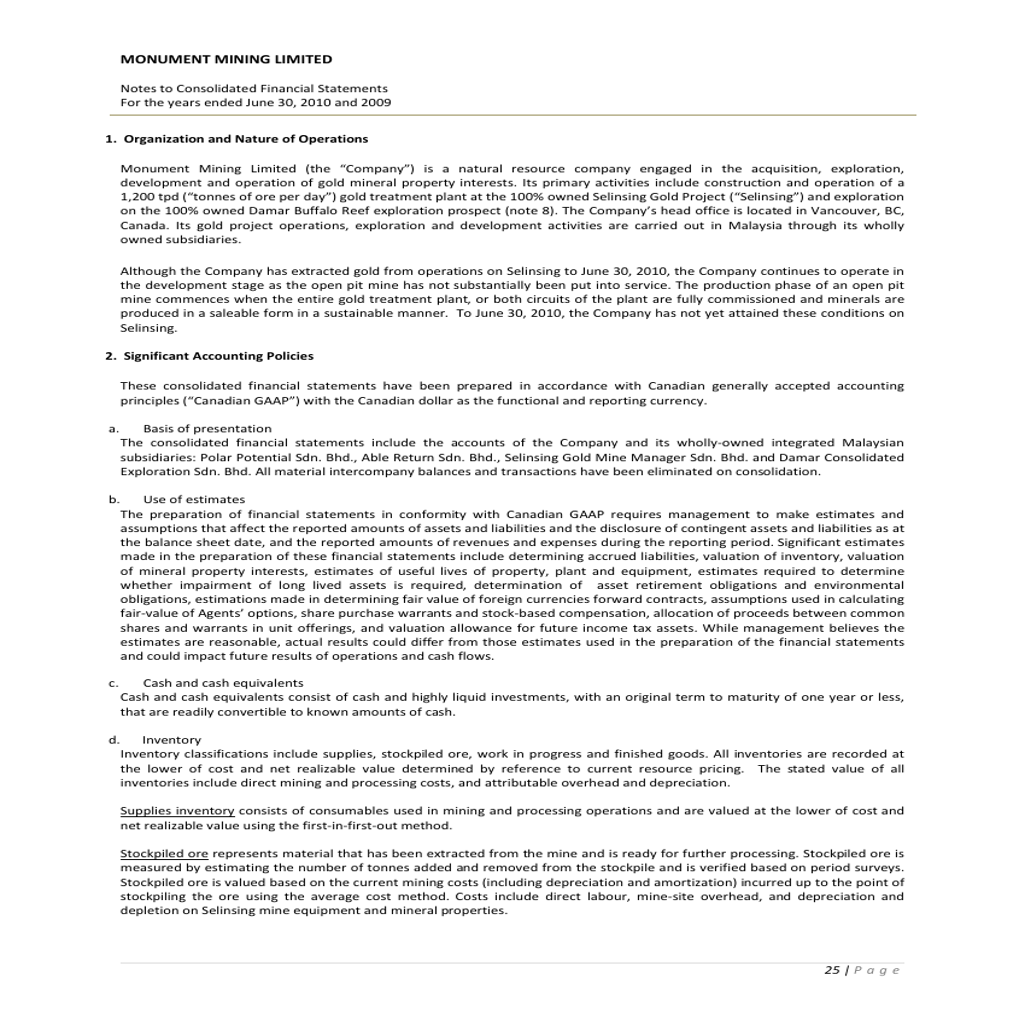 MONUMENT MINING LIMITED
Notes to Consolidated Financial Statements
For the years ended June 30, 2010 and 2009
1. Organization and Nature of Operations
Monument Mining Limited (the “Company”) is a natural resource company engaged in the acquisition, exploration,
development and operation of gold mineral property interests. Its primary activities include construction and operation of a
1,200 tpd (“tonnes of ore per day”) gold treatment plant at the 100% owned Selinsing Gold Project (“Selinsing”) and exploration
on the 100% owned Damar Buffalo Reef exploration prospect (note 8). The Company’s head office is located in Vancouver, BC,
Canada. Its gold project operations, exploration and development activities are carried out in Malaysia through its wholly
owned subsidiaries.
Although the Company has extracted gold from operations on Selinsing to June 30, 2010, the Company continues to operate in
the development stage as the open pit mine has not substantially been put into service. The production phase of an open pit
mine commences when the entire gold treatment plant, or both circuits of the plant are fully commissioned and minerals are
produced in a saleable form in a sustainable manner.  To June 30, 2010, the Company has not yet attained these conditions on
Selinsing.
2. Significant Accounting Policies
These consolidated financial statements have been prepared in accordance with Canadian generally accepted accounting
principles (“Canadian GAAP”) with the Canadian dollar as the functional and reporting currency.
a. Basis of presentation
The consolidated financial statements include the accounts of the Company and its wholly-owned integrated Malaysian
subsidiaries: Polar Potential Sdn. Bhd., Able Return Sdn. Bhd., Selinsing Gold Mine Manager Sdn. Bhd. and Damar Consolidated
Exploration Sdn. Bhd. All material intercompany balances and transactions have been eliminated on consolidation.
b. Use of estimates
The preparation of financial statements in conformity with Canadian GAAP requires management to make estimates and
assumptions that affect the reported amounts of assets and liabilities and the disclosure of contingent assets and liabilities as at
the balance sheet date, and the reported amounts of revenues and expenses during the reporting period. Significant estimates
made in the preparation of these financial statements include determining accrued liabilities, valuation of inventory, valuation
of mineral property interests, estimates of useful lives of property, plant and equipment, estimates required to determine
whether impairment of long lived assets is required, determination of  asset retirement obligations and environmental
obligations, estimations made in determining fair value of foreign currencies forward contracts, assumptions used in calculating
fair-value of Agents’ options, share purchase warrants and stock-based compensation, allocation of proceeds between common
shares and warrants in unit offerings, and valuation allowance for future income tax assets. While management believes the
estimates are reasonable, actual results could differ from those estimates used in the preparation of the financial statements
and could impact future results of operations and cash flows.
c. Cash and cash equivalents
Cash and cash equivalents consist of cash and highly liquid investments, with an original term to maturity of one year or less,
that are readily convertible to known amounts of cash.
d. Inventory
Inventory classifications include supplies, stockpiled ore, work in progress and finished goods. All inventories are recorded at
the lower of cost and net realizable value determined by reference to current resource pricing.  The stated value of all
inventories include direct mining and processing costs, and attributable overhead and depreciation.
Supplies inventory consists of consumables used in mining and processing operations and are valued at the lower of cost and
net realizable value using the first-in-first-out method.
Stockpiled ore represents material that has been extracted from the mine and is ready for further processing. Stockpiled ore is
measured by estimating the number of tonnes added and removed from the stockpile and is verified based on period surveys.
Stockpiled ore is valued based on the current mining costs (including depreciation and amortization) incurred up to the point of
stockpiling the ore using the average cost method. Costs include direct labour, mine-site overhead, and depreciation and
depletion on Selinsing mine equipment and mineral properties.
25 | Page